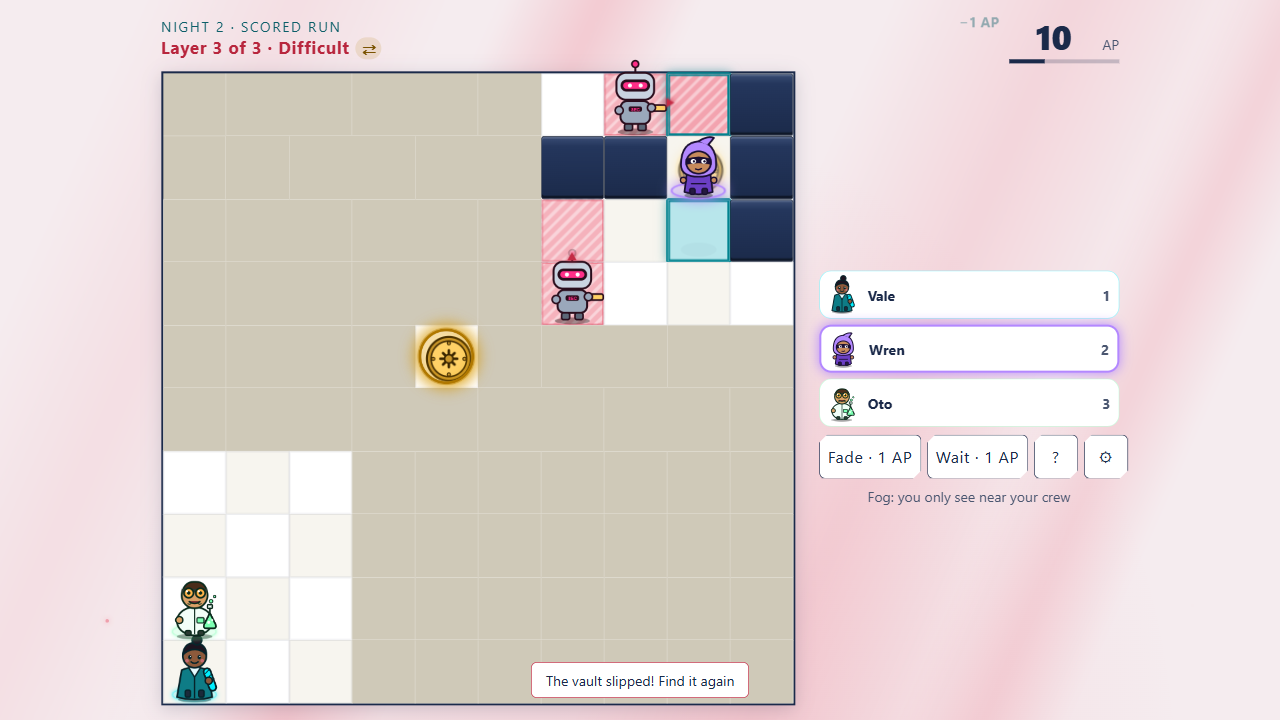 NIGHT 2 · SCORED RUN
Layer 3 of 3 · Difficult ⇄
−1 AP
10 AP
Vale 1
Wren 2
Oto 3
Fade · 1 AP
Wait · 1 AP
?
Fog: you only see near your crew
The vault slipped! Find it again